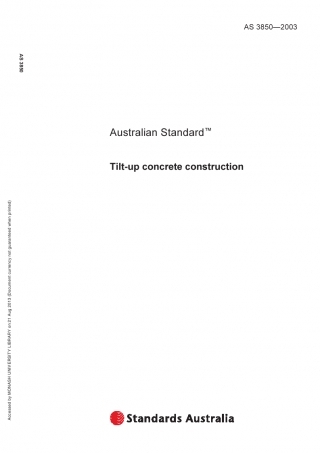 AS 3850—2003
AS 3850
Australian Standard™
Tilt-up concrete construction
Accessed by MONASH UNIVERSITY LIBRARY on 21 Aug 2013 (Document currency not guaranteed when printed)
Standards Australia